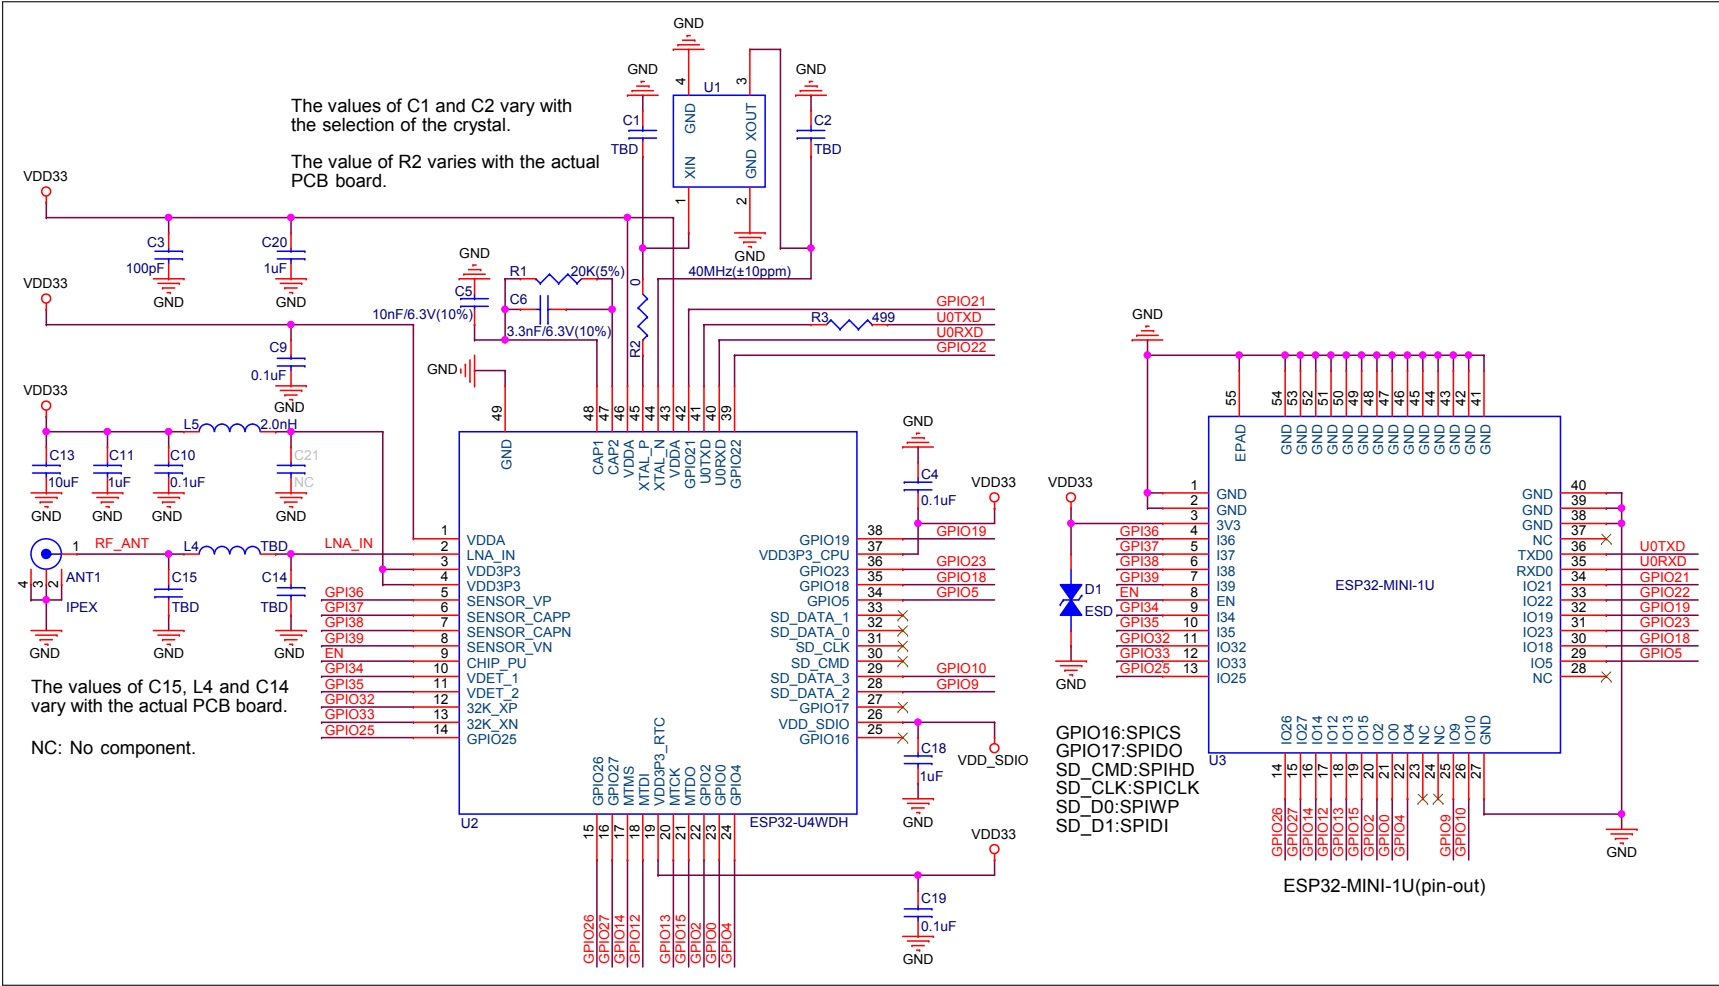 The values of C1 and C2 vary with
the selection of the crystal.
The value of R2 varies with the actual
PCB board.
GND
GND
C1
TBD
U1
4
GND
3
XOUT
XIN
1
GND
2
GND
GND
C2
TBD
40MHz(±10ppm)
VDD33
C3
100pF
GND
C20
1uF
GND
VDD33
C9
0.1uF
GND
GND
C5
10nF/6.3V(10%)
R1
20K(5%)
C6
3.3nF/6.3V(10%)
0
R2
GPIO21
R3
499
U0TXD
U0RXD
GPIO22
GND
VDD33
L5
2.0nH
C13
10uF
GND
C11
1uF
GND
C10
0.1uF
GND
C21
NC
GND
1
RF_ANT
L4
TBD
LNA_IN
ANT1
IPEX
4
3
2
GND
C15
TBD
GND
C14
TBD
GND
The values of C15, L4 and C14
vary with the actual PCB board.
NC: No component.
49
GND
48
CAP1
47
CAP2
46
VDDA
45
XTAL_P
44
XTAL_N
43
VDDA
42
GPIO21
41
U0TXD
40
U0RXD
39
GPIO22
1
VDDA
2
LNA_IN
3
VDD3P3
4
VDD3P3
GPI36
5
SENSOR_VP
GPI37
6
SENSOR_CAPP
GPI38
7
SENSOR_CAPN
GPI39
8
SENSOR_VN
EN
9
CHIP_PU
GPI34
10
VDET_1
GPI35
11
VDET_2
GPIO32
12
32K_XP
GPIO33
13
32K_XN
GPIO25
14
GPIO25
GPIO19
38
GPIO19
VDD3P3_CPU
37
GPIO23
36
GPIO23
GPIO18
35
GPIO18
GPIO5
34
GPIO5
SD_DATA_1
33
SD_DATA_0
32
SD_CLK
31
SD_CMD
30
SD_DATA_3
29
GPIO10
SD_DATA_2
28
GPIO9
GPIO17
27
VDD_SDIO
26
GPIO16
25
GPIO26
15
GPIO26
GPIO27
16
GPIO27
MTMS
17
GPIO14
MTDI
18
GPIO12
VDD3P3_RTC
19
MTCK
20
GPIO13
MTDO
21
GPIO15
GPIO2
22
GPIO2
GPIO0
23
GPIO0
GPIO4
24
GPIO4
U2
ESP32-U4WDH
GND
C4
0.1uF
VDD33
C18
1uF
GND
VDD_SDIO
VDD33
C19
0.1uF
GND
VDD33
D1
ESD
GND
GPIO16:SPICS
GPIO17:SPIDO
SD_CMD:SPIHD
SD_CLK:SPICLK
SD_D0:SPIWP
SD_D1:SPIDI
GND
55
EPAD
54
GND
53
GND
52
GND
51
GND
50
GND
49
GND
48
GND
47
GND
46
GND
45
GND
44
GND
43
GND
42
GND
41
GND
1
GND
2
GND
3
3V3
GPI36
4
I36
GPI37
5
I37
GPI38
6
I38
GPI39
7
I39
EN
8
EN
GPI34
9
I34
GPI35
10
I35
GPIO32
11
IO32
GPIO33
12
IO33
GPIO25
13
IO25
ESP32-MINI-1U
GND
40
GND
39
GND
38
NC
37
TXD0
36
U0TXD
RXD0
35
U0RXD
IO21
34
GPIO21
IO22
33
GPIO22
IO19
32
GPIO19
IO23
31
GPIO23
IO18
30
GPIO18
IO5
29
GPIO5
NC
28
IO26
14
GPIO26
IO27
15
GPIO27
IO14
16
GPIO14
IO12
17
GPIO12
IO13
18
GPIO13
IO15
19
GPIO15
IO2
20
GPIO2
IO0
21
GPIO0
IO4
22
GPIO4
NC
23
NC
24
IO9
25
GPIO9
IO10
26
GPIO10
GND
27
U3
GND
ESP32-MINI-1U(pin-out)